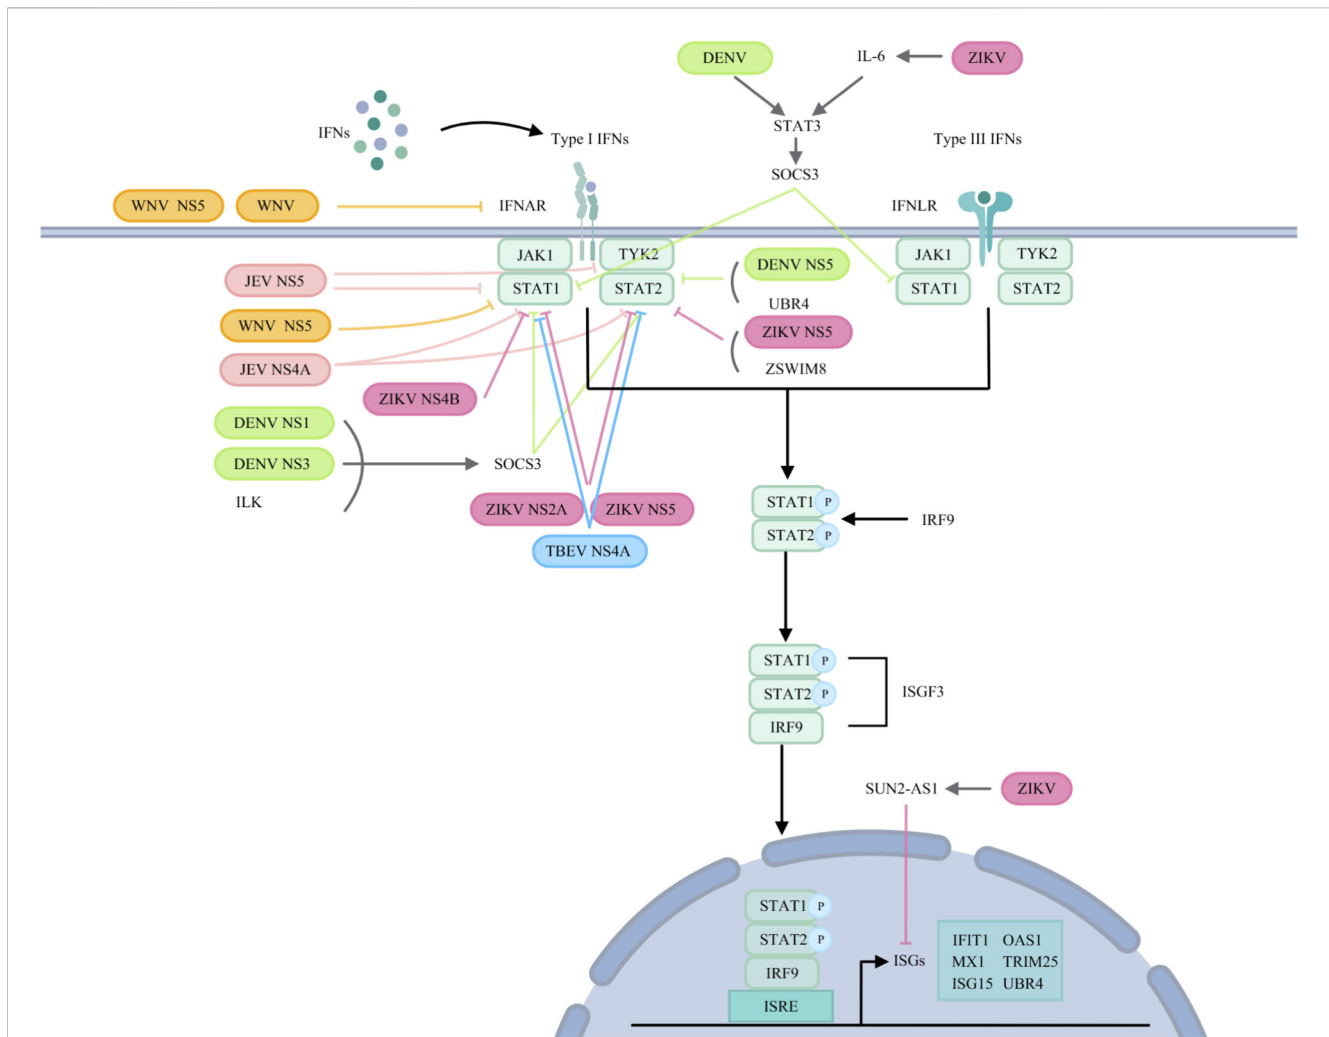 DENV
IL-6
ZIKV
IFNs
Type I IFNs
STAT3
Type III IFNs
SOCS3
WNV NS5
WNV
IFNAR
IFNLR
JAK1
TYK2
STAT1
STAT2
JAK1
TYK2
STAT1
STAT2
JEV NS5
WNV NS5
JEV NS4A
DENV NS5
UBR4
ZIKV NS5
ZSWIM8
ZIKV NS4B
DENV NS1
DENV NS3
ILK
SOCS3
ZIKV NS2A
ZIKV NS5
TBEV NS4A
STAT1 P
STAT2 P
IRF9
STAT1 P
STAT2 P
IRF9
ISGF3
SUN2-AS1
ZIKV
STAT1 P
STAT2 P
IRF9
ISRE
ISGs
IFIT1 OAS1
MX1 TRIM25
ISG15 UBR4